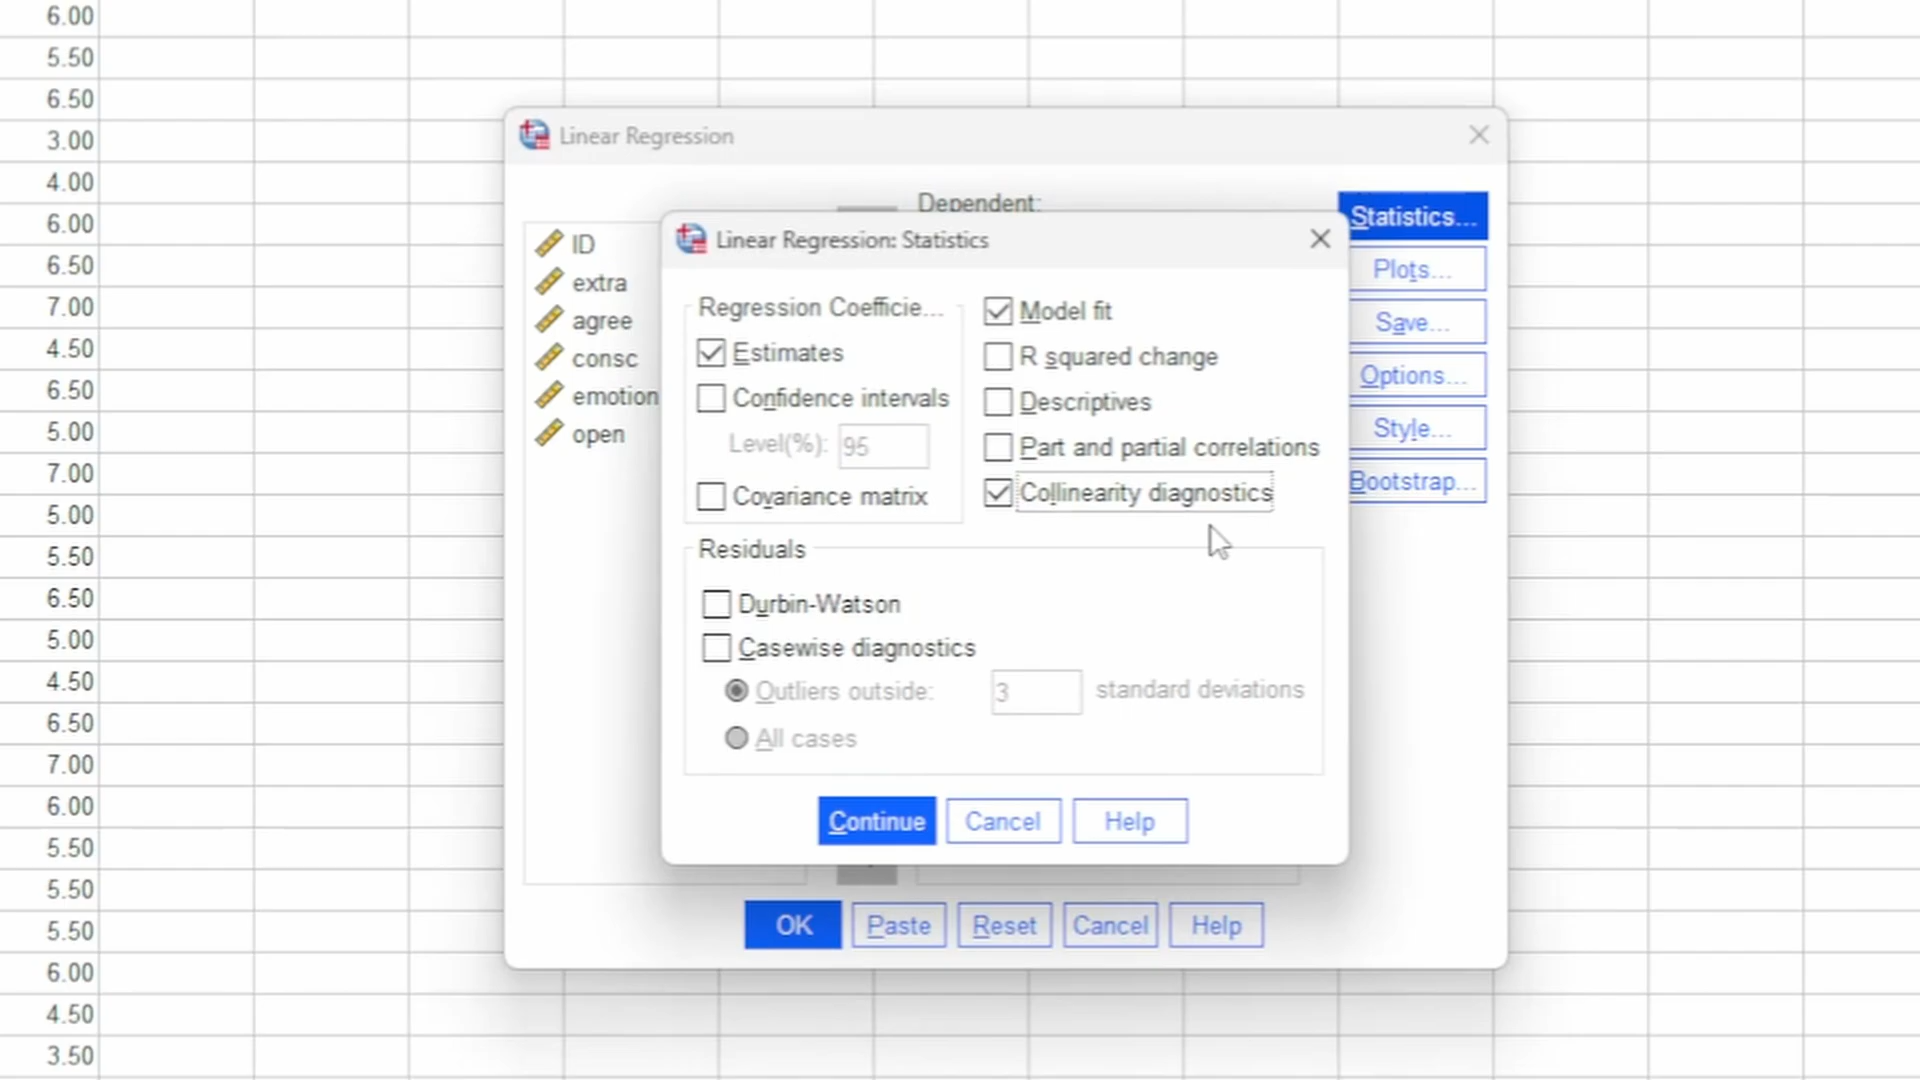 6.00
5.50
6.50
3.00
4.00
6.00
6.50
7.00
4.50
6.50
5.00
7.00
5.00
5.50
6.50
5.00
4.50
6.50
7.00
6.00
5.50
5.50
5.50
6.00
4.50
3.50
Linear Regression
Dependent:
ID
extra
agree
consc
emotion
open
Statistics...
Plots...
Save...
Options...
Style...
Bootstrap...
Linear Regression: Statistics
Regression Coefficie...
Estimates
Confidence intervals
Level(%): 95
Covariance matrix
Model fit
R squared change
Descriptives
Part and partial correlations
Collinearity diagnostics
Residuals
Durbin-Watson
Casewise diagnostics
Outliers outside: 3 standard deviations
All cases
Continue Cancel Help
OK Paste Reset Cancel Help